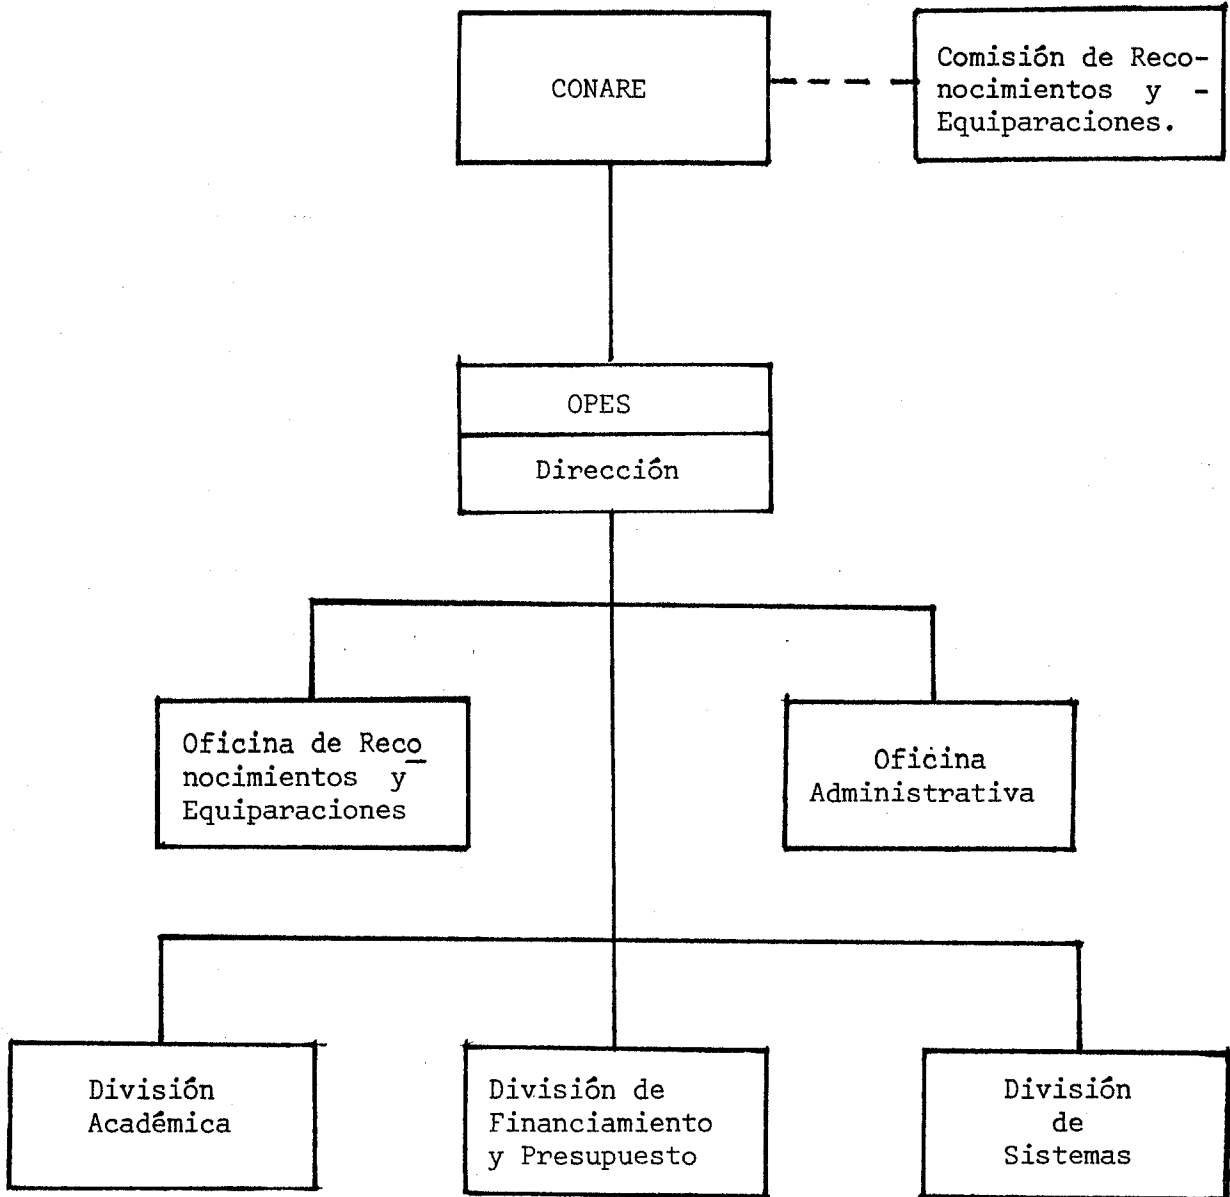 CONARE
Comisión de Reco-
nocimientos y -
Equiparaciones.
OPES
Dirección
Oficina de Reco
nocimientos y
Equiparaciones
Oficina
Administrativa
División
Académica
División de
Financiamiento
y Presupuesto
División
de
Sistemas